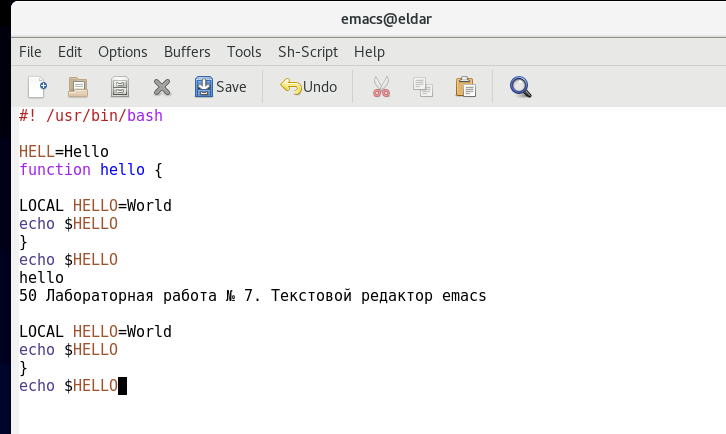 emacs@eldar
File Edit Options Buffers Tools Sh-Script Help
Save Undo
#! /usr/bin/bash
HELL=Hello
function hello {
LOCAL HELLO=World
echo $HELLO
}
echo $HELLO
hello
50 Лабораторная работа № 7. Текстовой редактор emacs
LOCAL HELLO=World
echo $HELLO
}
echo $HELLO